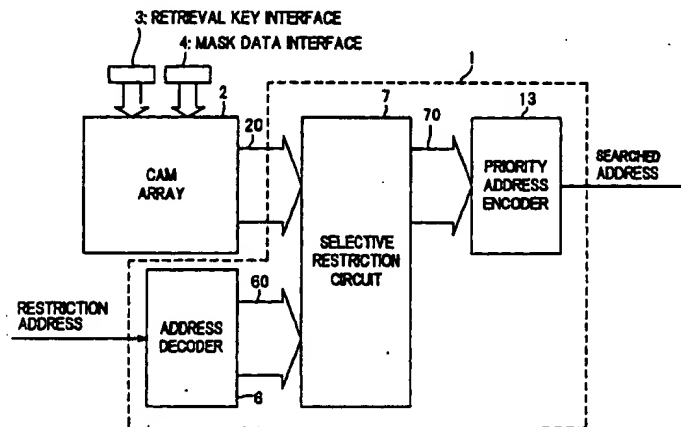 3: RETRIEVAL KEY INTERFACE
4: MASK DATA INTERFACE
1
2
7
13
20
70
CAM
ARRAY
PRIORITY
ADDRESS
ENCODER
SEARCHED
ADDRESS
SELECTIVE
RESTRICTION
CIRCUIT
60
RESTRICTION
ADDRESS
ADDRESS
DECODER
6